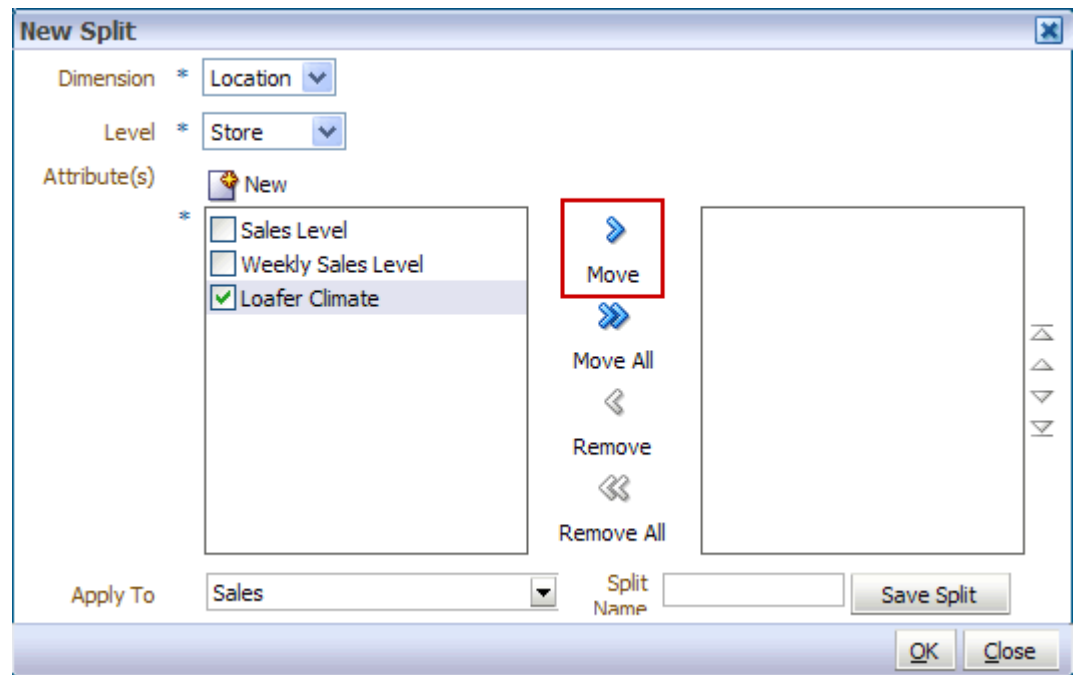 New Split
Dimension * Location
Level * Store
Attribute(s)
New
*
Sales Level
Weekly Sales Level
Loafer Climate
Move
Move All
Remove
Remove All
Apply To Sales
Split Name
Save Split
OK Close